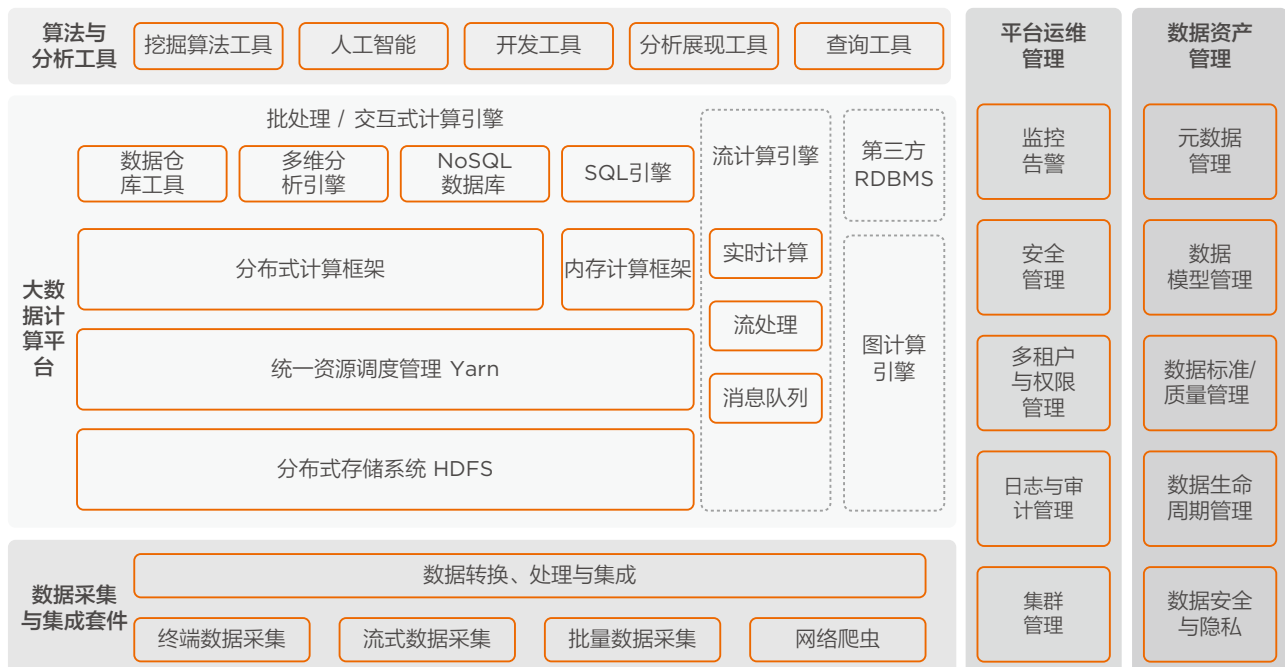 算法与
分析工具
挖掘算法工具
人工智能
开发工具
分析展现工具
查询工具
大数
据计
算平
台
批处理 / 交互式计算引擎
数据仓
库工具
多维分
析引擎
NoSQL
数据库
SQL引擎
分布式计算框架
内存计算框架
统一资源调度管理 Yarn
分布式存储系统 HDFS
流计算引擎
实时计算
流处理
消息队列
第三方
RDBMS
图计算
引擎
数据采集
与集成套件
数据转换、处理与集成
终端数据采集
流式数据采集
批量数据采集
网络爬虫
平台运维
管理
监控
告警
安全
管理
多租户
与权限
管理
日志与审
计管理
集群
管理
数据资产
管理
元数据
管理
数据
模型管理
数据标准/
质量管理
数据生命
周期管理
数据安全
与隐私